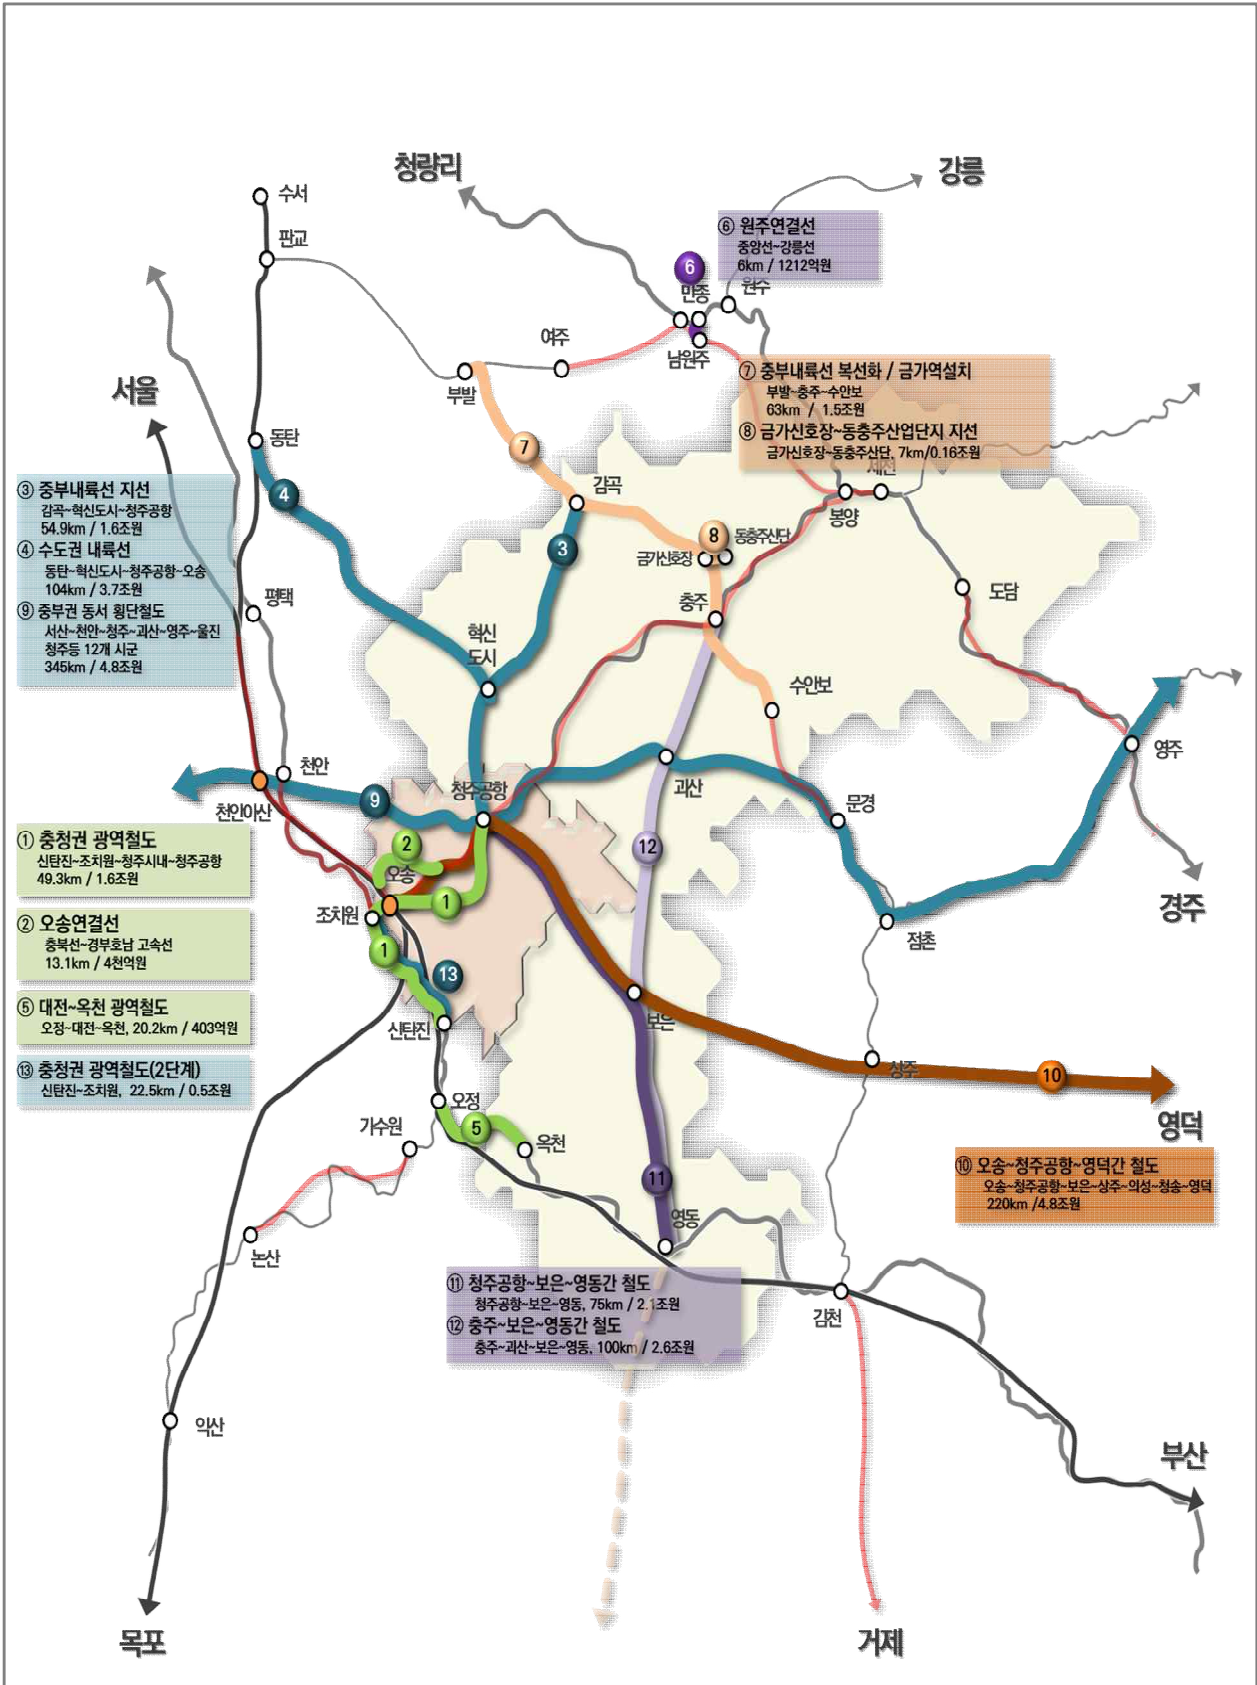 청량리
강릉
수서
판교
⑥ 원주연결선
중앙선~강릉선
6km / 1212억원
6
만종
원주
여주
남원주
부발
서울
⑦ 중부내륙선 복선화 / 금가역설치
부발~충주~수안보
63km / 1.5조원
⑧ 금가신호장~동충주산업단지 지선
금가신호장~동충주산단, 7km/0.16조원
동탄
7
제천
감곡
봉양
4
③ 중부내륙선 지선
감곡~혁신도시~청주공항
54.9km / 1.6조원
④ 수도권 내륙선
동탄~혁신도시~청주공항~오송
104km / 3.7조원
⑨ 중부권 동서 횡단철도
서산~천안~청주~괴산~영주~울진
청주등 12개 시군
345km / 4.8조원
3
8
동충주산단
금가신호장
평택
충주
도담
혁신
도시
수안보
영주
천안
천안아산
9
청주공항
괴산
문경
① 충청권 광역철도
신탄진~조치원~청주시내~청주공항
49.3km / 1.6조원
2
12
오송
1
조치원
경주
② 오송연결선
충북선~경부호남 고속선
13.1km / 4천억원
점촌
1
13
⑤ 대전~옥천 광역철도
오정~대전~옥천, 20.2km / 403억원
신탄진
보은
⑬ 충청권 광역철도(2단계)
신탄진~조치원, 22.5km / 0.5조원
상주
10
영덕
오정
가수원
5
옥천
11
⑩ 오송~청주공항~영덕간 철도
오송~청주공항~보은~상주~의성~청송~영덕
220km /4.8조원
영동
논산
⑪ 청주공항~보은~영동간 철도
청주공항~보은~영동, 75km / 2.1조원
⑫ 충주~보은~영동간 철도
충주~괴산~보은~영동, 100km / 2.6조원
김천
익산
부산
목포
거제